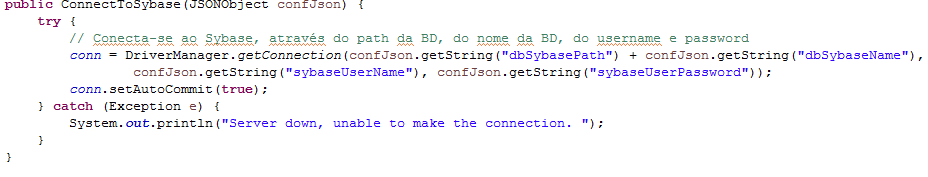 public ConnectToSybase(JSONObject confJson) {
try {
// Conecta-se ao Sybase, através do path da BD, do nome da BD, do username e password
conn = DriverManager.getConnection(confJson.getString("dbSybasePath") + confJson.getString("dbSybaseName"),
confJson.getString("sybaseUserName"), confJson.getString("sybaseUserPassword"));
conn.setAutoCommit(true);
} catch (Exception e) {
System.out.println("Server down, unable to make the connection. ");
}
}